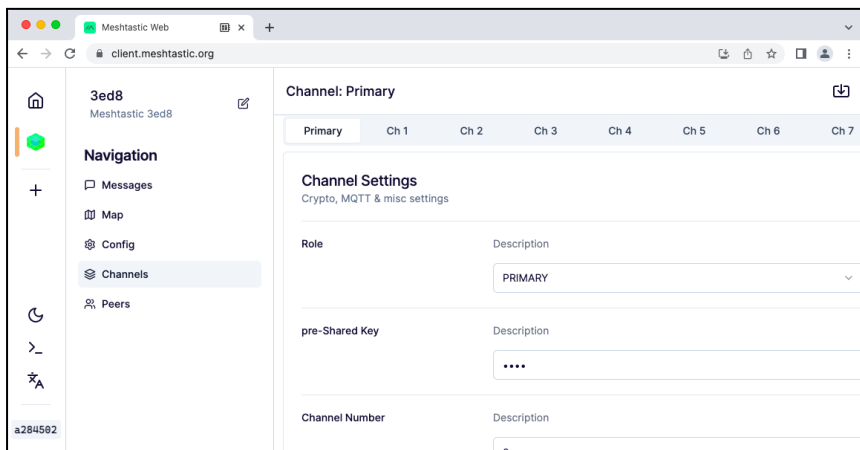 Meshtastic Web
client.meshtastic.org
3ed8
Meshtastic 3ed8
Navigation
Messages
Map
Config
Channels
Peers
a284502
Channel: Primary
Primary Ch 1 Ch 2 Ch 3 Ch 4 Ch 5 Ch 6 Ch 7
Channel Settings
Crypto, MQTT & misc settings
Role Description
PRIMARY
pre-Shared Key Description
••••
Channel Number Description